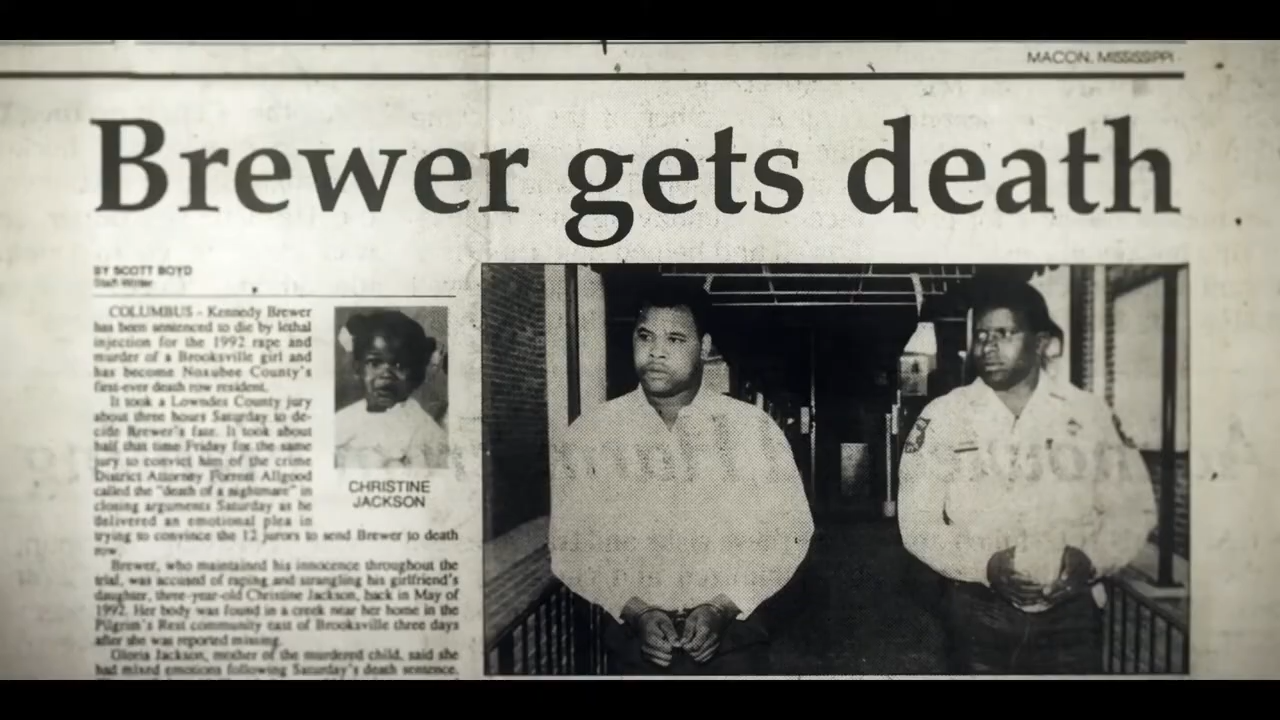 MACON, MISSISSIPPI
Brewer gets death
BY SCOTT BOYD
Staff Writer
COLUMBUS - Kennedy Brewer
has been sentenced to die by lethal
injection for the 1992 rape and
murder of a Brooksville girl and
has become Noxubee County's
first-ever death row resident.
It took a Lowndes County jury
about three hours Saturday to de-
cide Brewer's fate. It took about
half that time Friday for the same
jury to convict him of the crime
District Attorney Forrest Allgood
called the "death of a nightmare" in
closing arguments Saturday as he
delivered an emotional plea in
trying to convince the 12 jurors to send Brewer to death
row.
CHRISTINE
JACKSON
Brewer, who maintained his innocence throughout the
trial, was accused of raping and strangling his girlfriend's
daughter, three-year-old Christine Jackson, back in May of
1992. Her body was found in a creek near her home in the
Pilgrim's Rest community east of Brooksville three days
after she was reported missing.
Gloria Jackson, mother of the murdered child, said she
had mixed emotions following Saturday's death sentence.